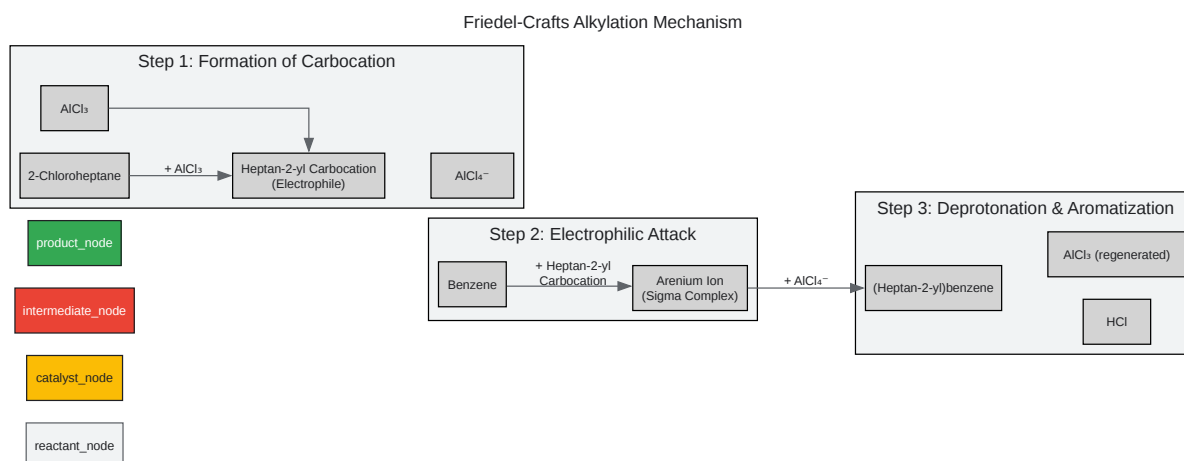 Friedel-Crafts Alkylation Mechanism
Step 1: Formation of Carbocation
AlCl₃
2-Chloroheptane
+ AlCl₃
Heptan-2-yl Carbocation
(Electrophile)
AlCl₄⁻
Step 2: Electrophilic Attack
Benzene
+ Heptan-2-yl
Carbocation
Arenium Ion
(Sigma Complex)
+ AlCl₄⁻
Step 3: Deprotonation & Aromatization
(Heptan-2-yl)benzene
AlCl₃ (regenerated)
HCl
product_node
intermediate_node
catalyst_node
reactant_node